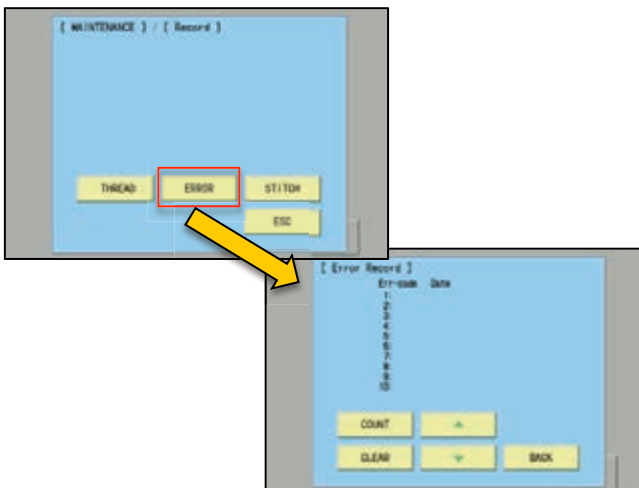 [ MAINTENANCE ] / [ Record ]
THREAD ERROR STITCH
ESC
[ Error Record ]
Err-code Date
1:
2:
3:
4:
5:
6:
7:
8:
9:
10:
COUNT
CLEAR BACK